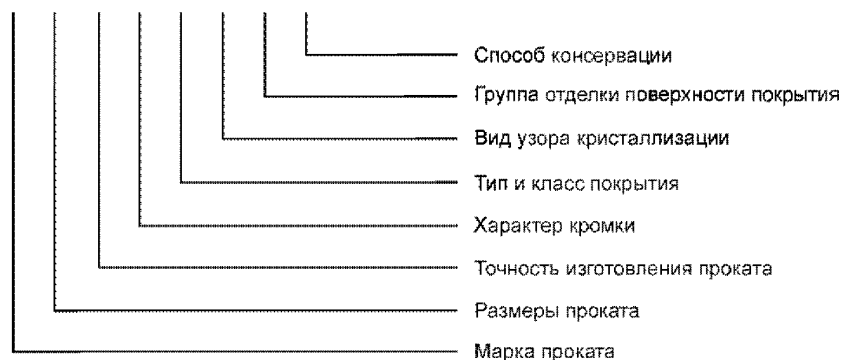 Способ консервации
Группа отделки поверхности покрытия
Вид узора кристаллизации
Тип и класс покрытия
Характер кромки
Точность изготовления проката
Размеры проката
Марка проката